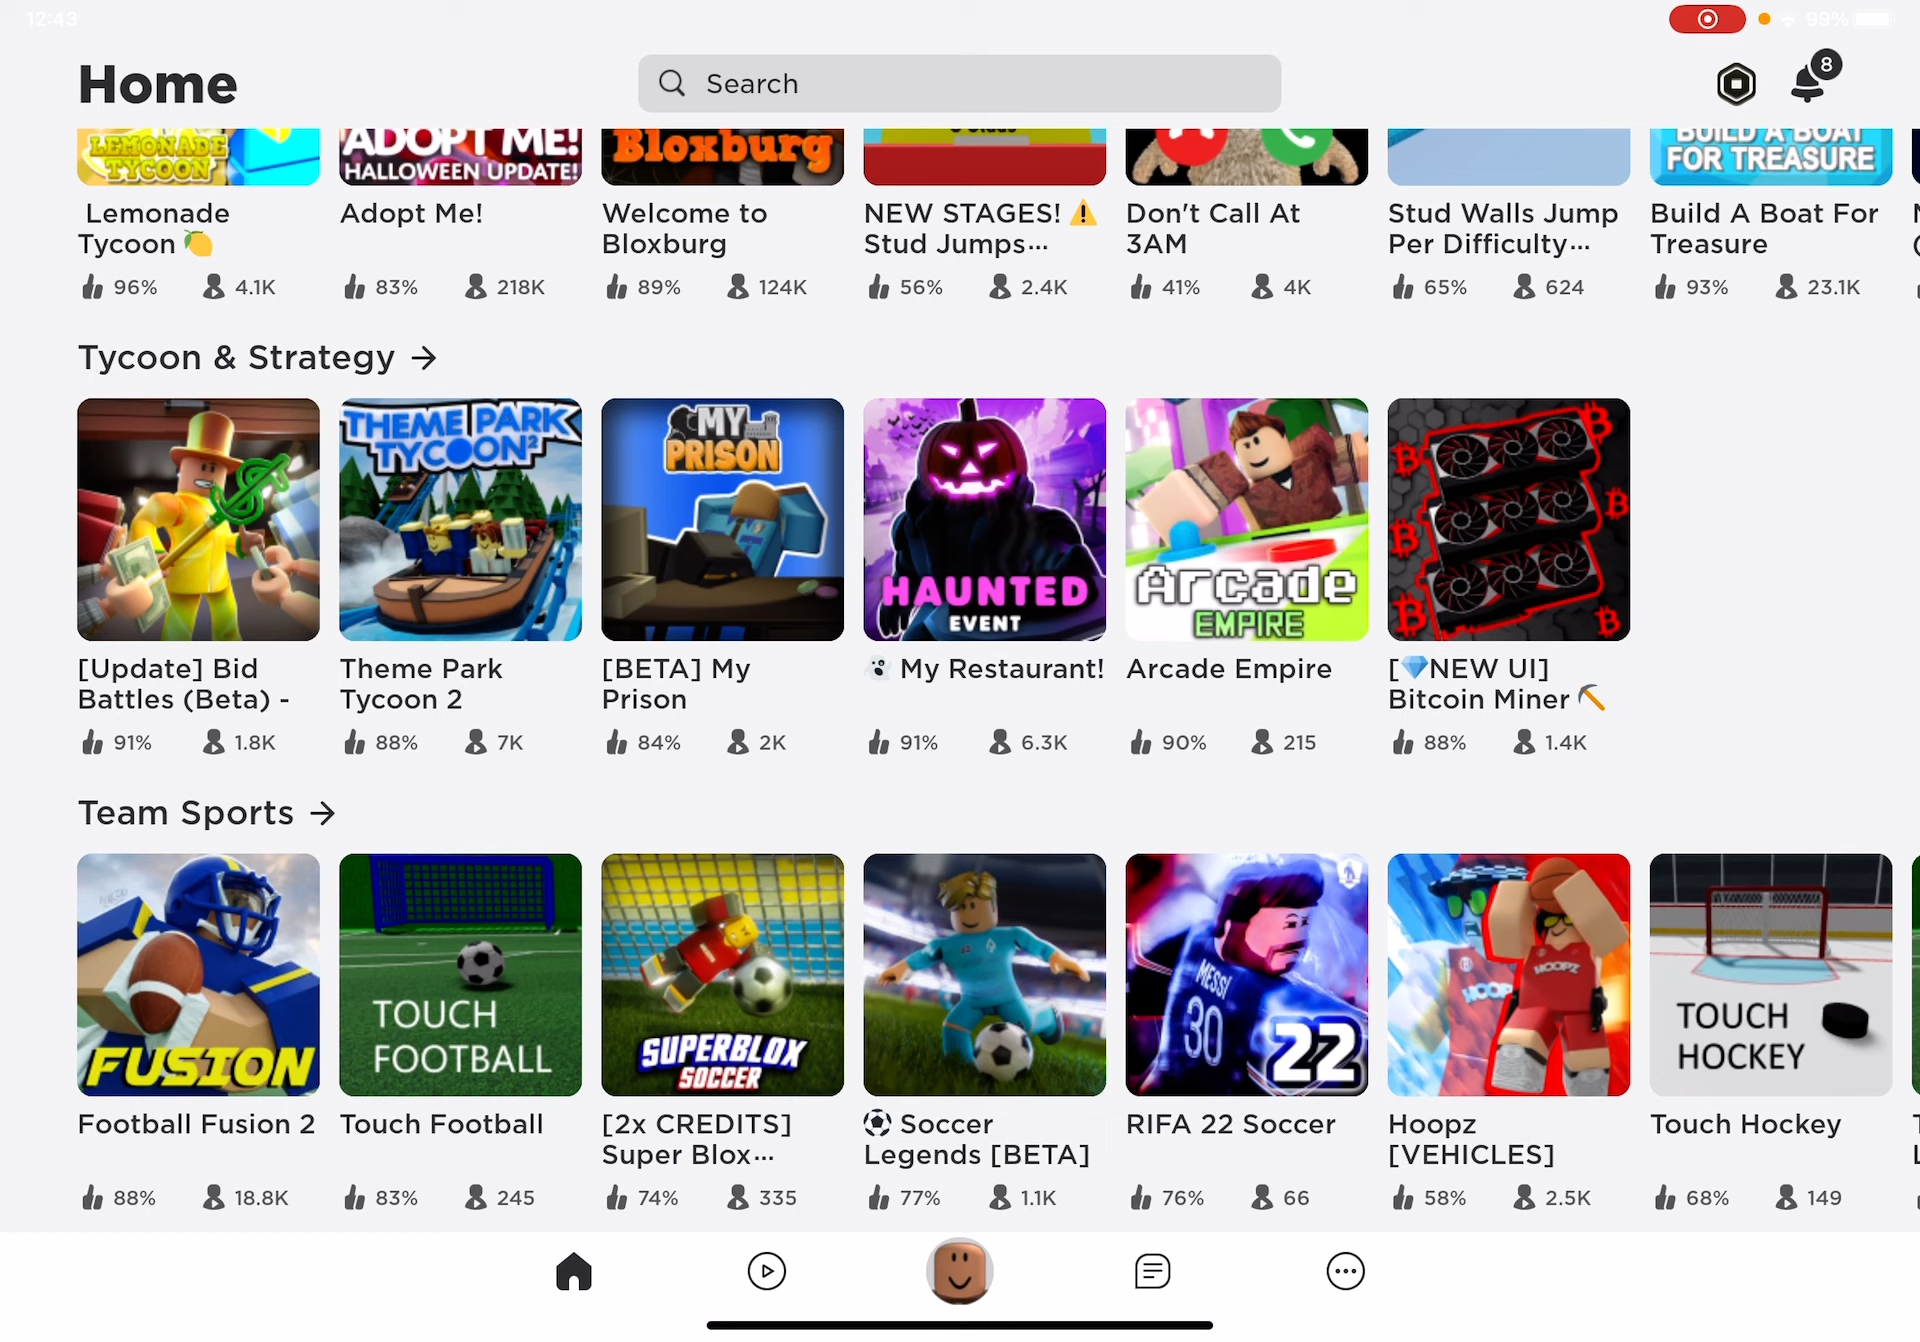 12:43
99%
Home
Search
8
LEMONADE
TYCOON
ADOPT ME!
HALLOWEEN UPDATE!
Bloxburg
BUILD A BOAT
FOR TREASURE
Lemonade
Tycoon
96% 4.1K
Adopt Me!
83% 218K
Welcome to
Bloxburg
89% 124K
NEW STAGES!
Stud Jumps...
56% 2.4K
Don't Call At
3AM
41% 4K
Stud Walls Jump
Per Difficulty...
65% 624
Build A Boat For
Treasure
93% 23.1K
Tycoon & Strategy →
THEME PARK
TYCOON²
MY
PRISON
HAUNTED
EVENT
Arcade
EMPIRE
[Update] Bid
Battles (Beta) -
91% 1.8K
Theme Park
Tycoon 2
88% 7K
[BETA] My
Prison
84% 2K
My Restaurant!
91% 6.3K
Arcade Empire
90% 215
[💎NEW UI]
Bitcoin Miner
88% 1.4K
Team Sports →
FUSION
TOUCH
FOOTBALL
SUPERBLOX
SOCCER
MESSI
30
22
HOOPZ
TOUCH
HOCKEY
Football Fusion 2
88% 18.8K
Touch Football
83% 245
[2x CREDITS]
Super Blox...
74% 335
⚽ Soccer
Legends [BETA]
77% 1.1K
RIFA 22 Soccer
76% 66
Hoopz
[VEHICLES]
58% 2.5K
Touch Hockey
68% 149